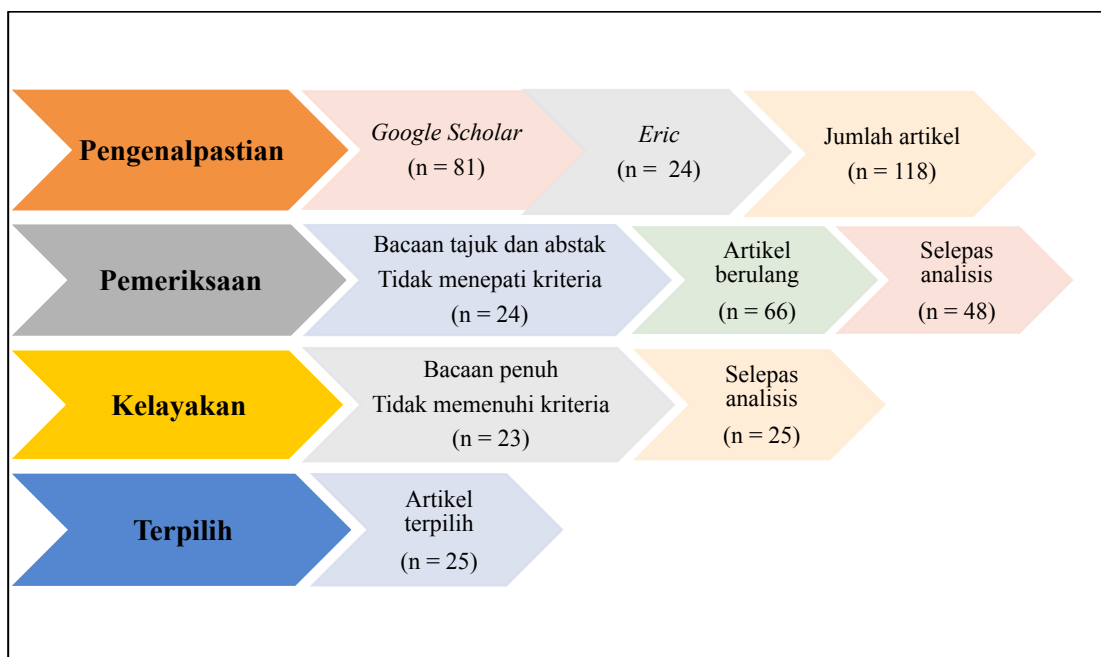 Pengenalpastian
Google Scholar
(n = 81)
Eric
(n = 24)
Jumlah artikel
(n = 118)
Pemeriksaan
Bacaan tajuk dan abstak
Tidak menepati kriteria
(n = 24)
Artikel
berulang
(n = 66)
Selepas
analisis
(n = 48)
Kelayakan
Bacaan penuh
Tidak memenuhi kriteria
(n = 23)
Selepas
analisis
(n = 25)
Terpilih
Artikel
terpilih
(n = 25)